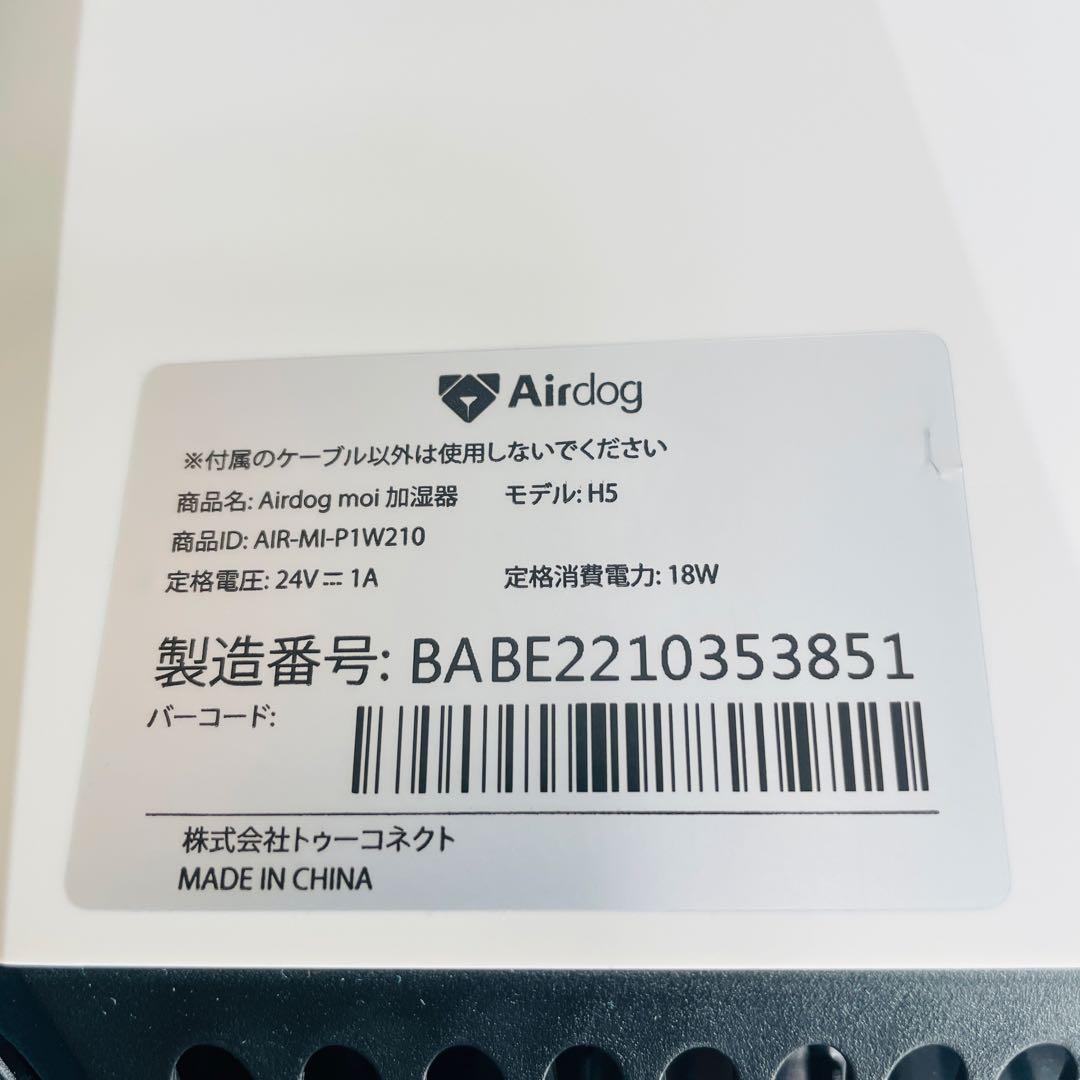 Airdog
※付属のケーブル以外は使用しないでください
商品名: Airdog moi 加湿器 モデル: H5
商品ID: AIR-MI-P1W210
定格電圧: 24V⎓1A 定格消費電力: 18W
製造番号: BABE2210353851
バーコード:
株式会社トゥーコネクト
MADE IN CHINA